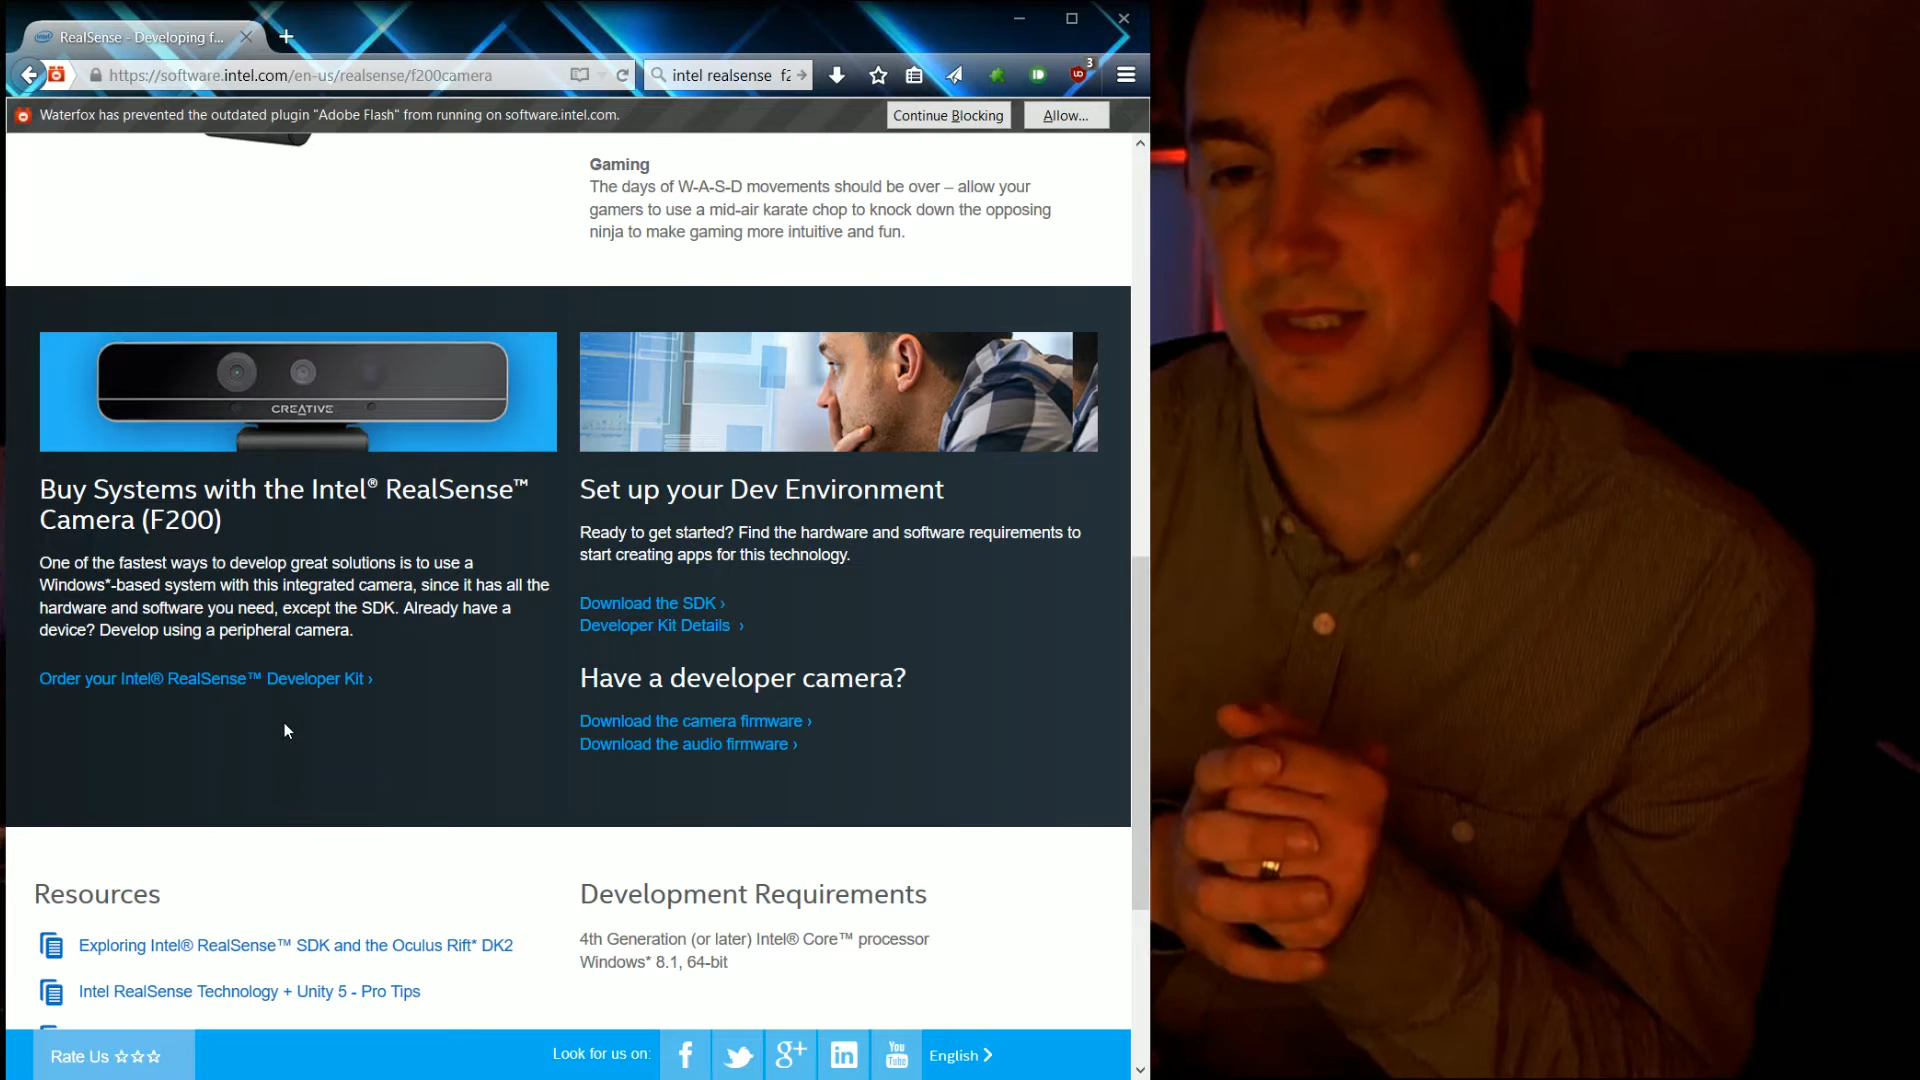 RealSense - Developing f...
https://software.intel.com/en-us/realsense/f200camera
intel realsense f2
3
Waterfox has prevented the outdated plugin "Adobe Flash" from running on software.intel.com.
Continue Blocking
Allow...
Gaming
The days of W-A-S-D movements should be over – allow your
gamers to use a mid-air karate chop to knock down the opposing
ninja to make gaming more intuitive and fun.
CREATIVE
Buy Systems with the Intel® RealSense™
Camera (F200)
One of the fastest ways to develop great solutions is to use a
Windows*-based system with this integrated camera, since it has all the
hardware and software you need, except the SDK. Already have a
device? Develop using a peripheral camera.
Order your Intel® RealSense™ Developer Kit ›
Set up your Dev Environment
Ready to get started? Find the hardware and software requirements to
start creating apps for this technology.
Download the SDK ›
Developer Kit Details ›
Have a developer camera?
Download the camera firmware ›
Download the audio firmware ›
Resources
Exploring Intel® RealSense™ SDK and the Oculus Rift* DK2
Intel RealSense Technology + Unity 5 - Pro Tips
Development Requirements
4th Generation (or later) Intel® Core™ processor
Windows* 8.1, 64-bit
Rate Us
Look for us on:
f
g+
in
You
Tube
English